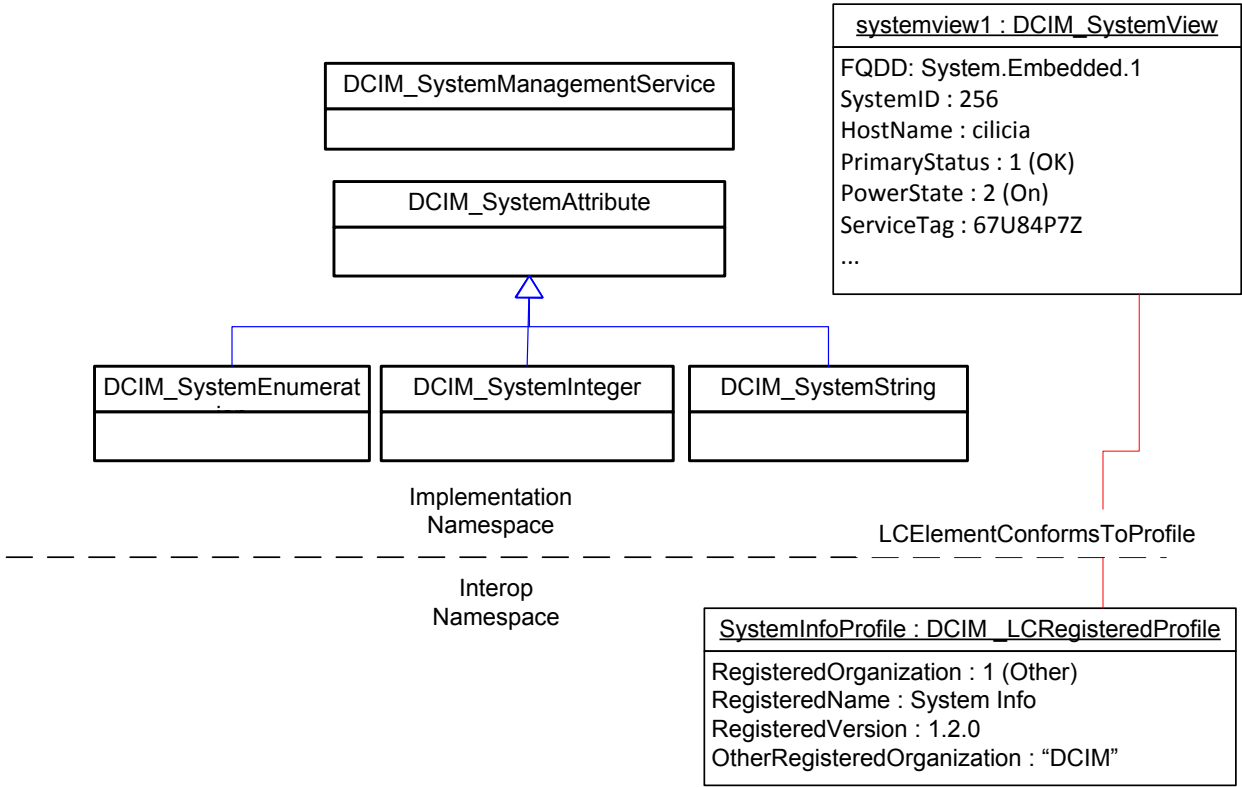 systemview1 : DCIM_SystemView
FQDD: System.Embedded.1
SystemID : 256
HostName : cilicia
PrimaryStatus : 1 (OK)
PowerState : 2 (On)
ServiceTag : 67U84P7Z
...
DCIM_SystemManagementService
DCIM_SystemAttribute
DCIM_SystemEnumerat
DCIM_SystemInteger
DCIM_SystemString
Implementation
Namespace
LCElementConformsToProfile
Interop
Namespace
SystemInfoProfile : DCIM _LCRegisteredProfile
RegisteredOrganization : 1 (Other)
RegisteredName : System Info
RegisteredVersion : 1.2.0
OtherRegisteredOrganization : “DCIM”